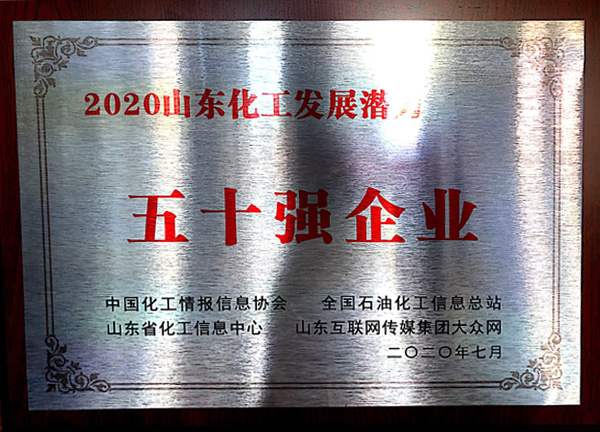 2020山东化工发展潜力
五十强企业
中国化工情报信息协会 全国石油化工信息总站
山东省化工信息中心 山东互联网传媒集团大众网
二〇二〇年七月